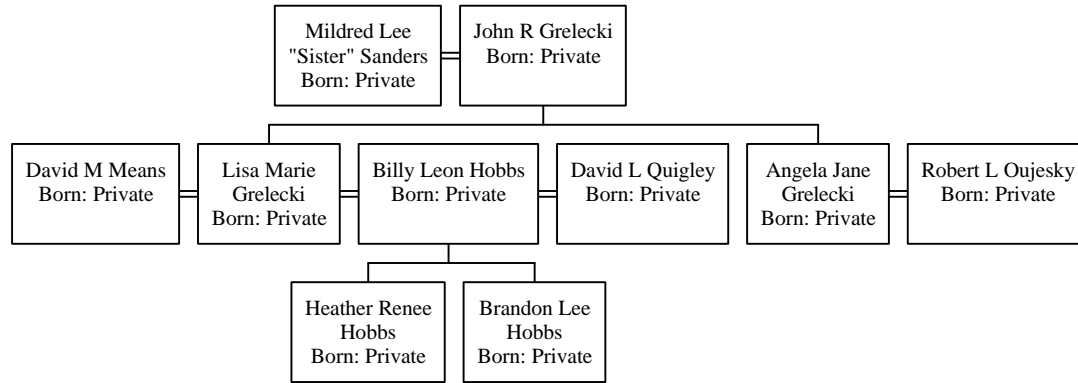 Mildred Lee
"Sister" Sanders
Born: Private
John R Grelecki
Born: Private
David M Means
Born: Private
Lisa Marie
Grelecki
Born: Private
Billy Leon Hobbs
Born: Private
David L Quigley
Born: Private
Angela Jane
Grelecki
Born: Private
Robert L Oujesky
Born: Private
Heather Renee
Hobbs
Born: Private
Brandon Lee
Hobbs
Born: Private